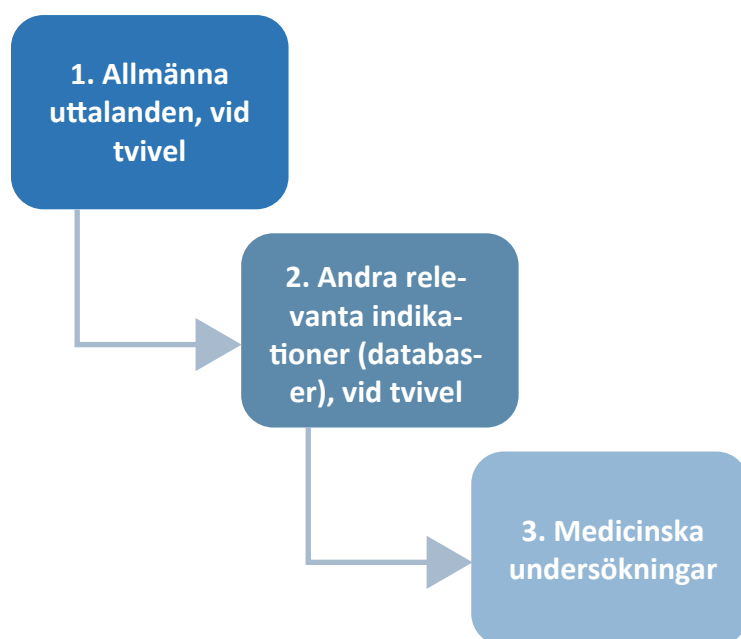 1. Allmänna
uttalanden, vid
tvivel
2. Andra rele-
vanta indika-
tioner (databas-
er), vid tvivel
3. Medicinska
undersökningar